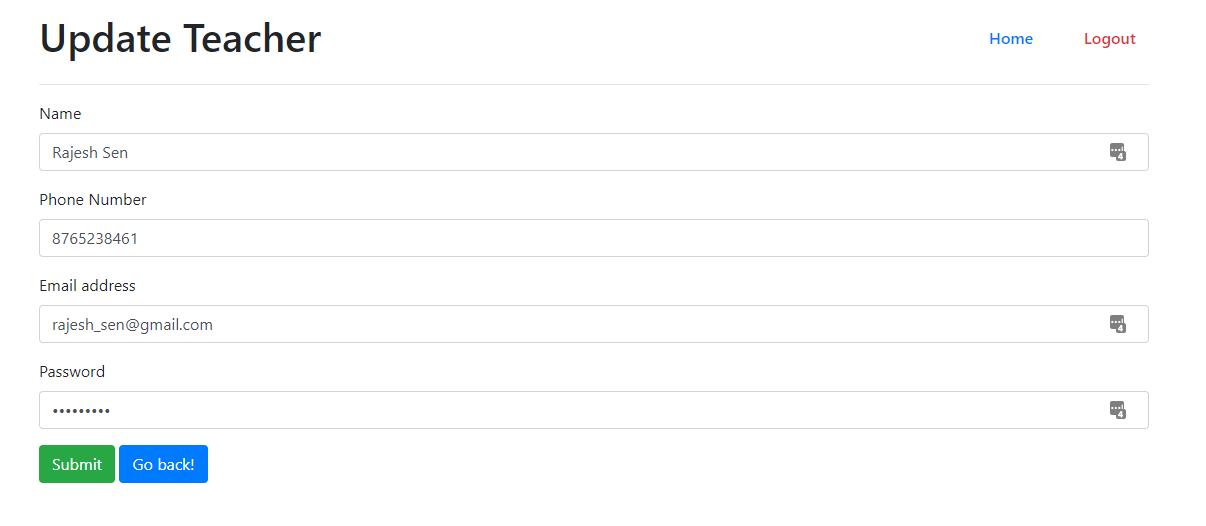 Update Teacher
Home Logout
Name
Rajesh Sen
Phone Number
8765238461
Email address
rajesh_sen@gmail.com
Password
•••••••••
Submit Go back!